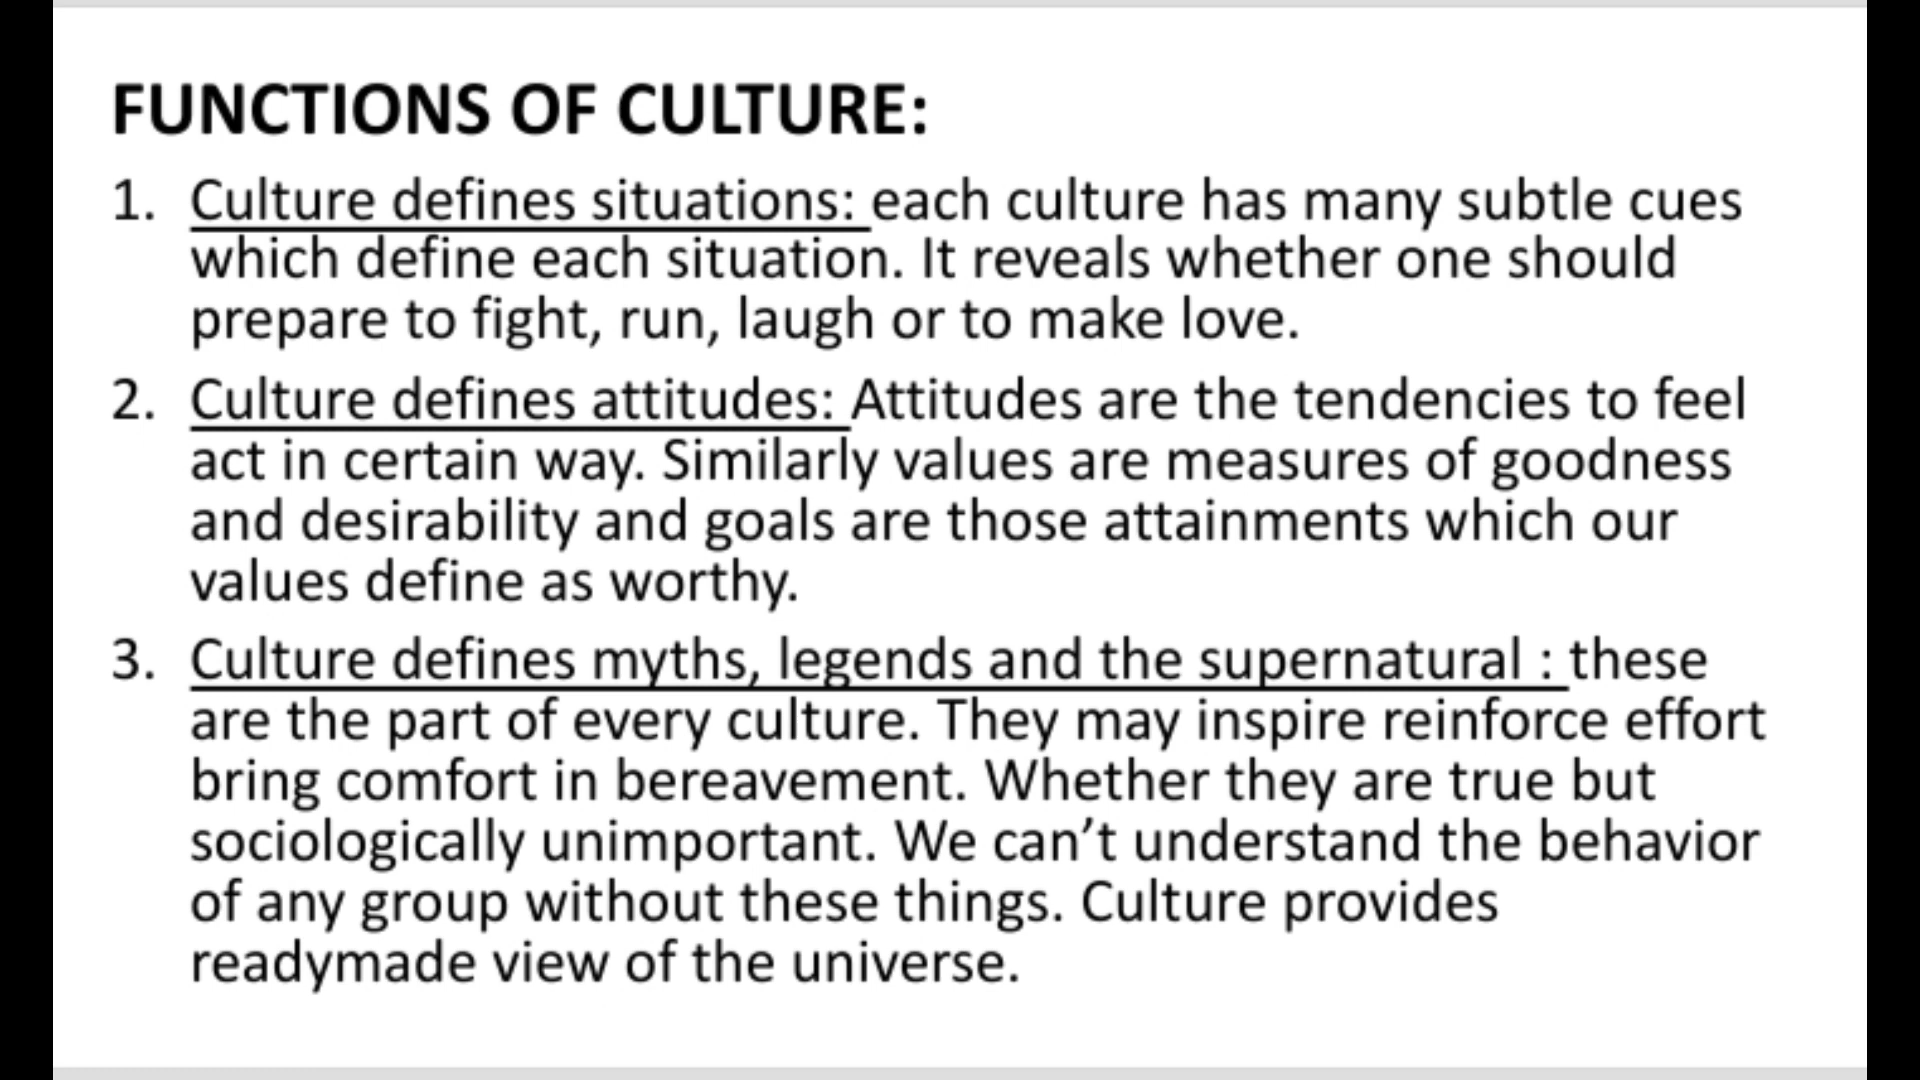 FUNCTIONS OF CULTURE:
1. Culture defines situations: each culture has many subtle cues
which define each situation. It reveals whether one should
prepare to fight, run, laugh or to make love.
2. Culture defines attitudes: Attitudes are the tendencies to feel
act in certain way. Similarly values are measures of goodness
and desirability and goals are those attainments which our
values define as worthy.
3. Culture defines myths, legends and the supernatural : these
are the part of every culture. They may inspire reinforce effort
bring comfort in bereavement. Whether they are true but
sociologically unimportant. We can’t understand the behavior
of any group without these things. Culture provides
readymade view of the universe.